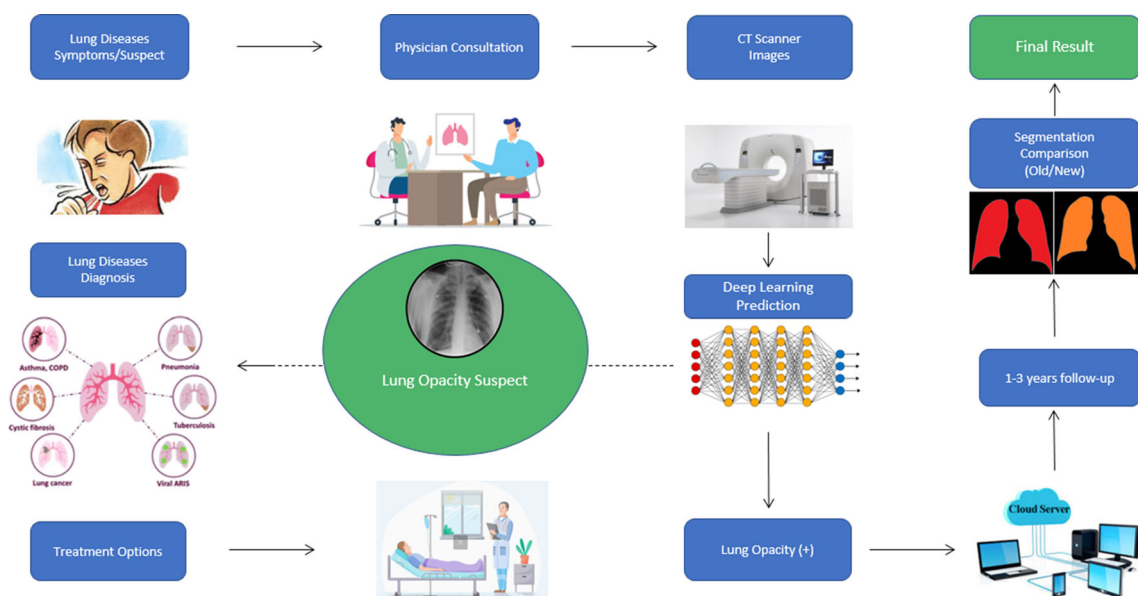 Lung Diseases
Symptoms/Suspect
Physician Consultation
CT Scanner
Images
Final Result
Segmentation
Comparison
(Old/New)
Lung Diseases
Diagnosis
Deep Learning
Prediction
Lung Opacity Suspect
Asthma, COPD
Pneumonia
Cystic fibrosis
Tuberculosis
Lung cancer
Viral ARIS
1-3 years follow-up
Treatment Options
Lung Opacity (+)
Cloud Server